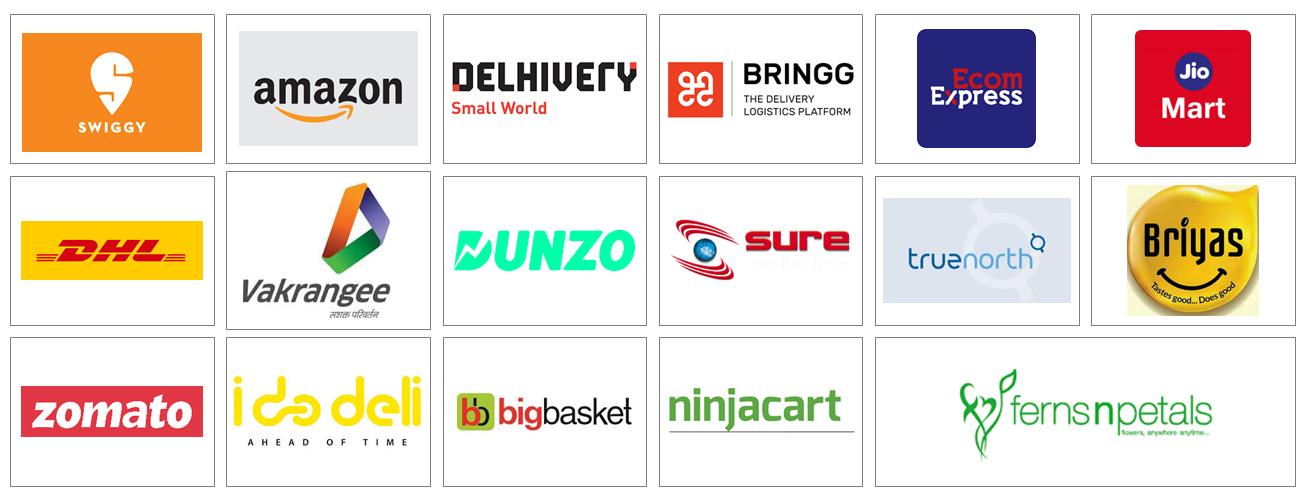 SWIGGY
amazon
DELHIVERY
Small World
BRINGG
THE DELIVERY
LOGISTICS PLATFORM
Ecom
Express
Jio
Mart
DHL
Vakrangee
सशक्त परिवर्तन
DUNZO
sure
truenorth
Briyas
Tastes good... Does good
zomato
i do deli
AHEAD OF TIME
bb
bigbasket
ninjacart
fernsnpetals
flowers, anywhere anytime...